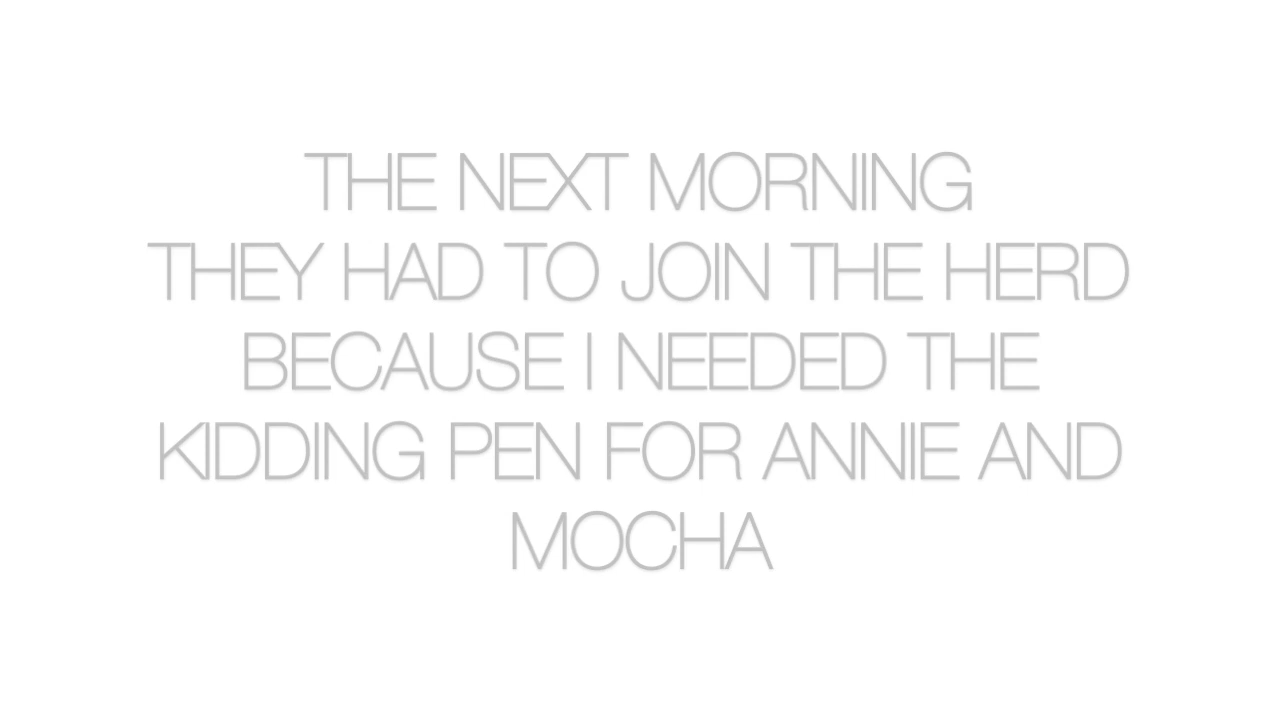 THE NEXT MORNING
THEY HAD TO JOIN THE HERD
BECAUSE I NEEDED THE
KIDDING PEN FOR ANNIE AND
MOCHA